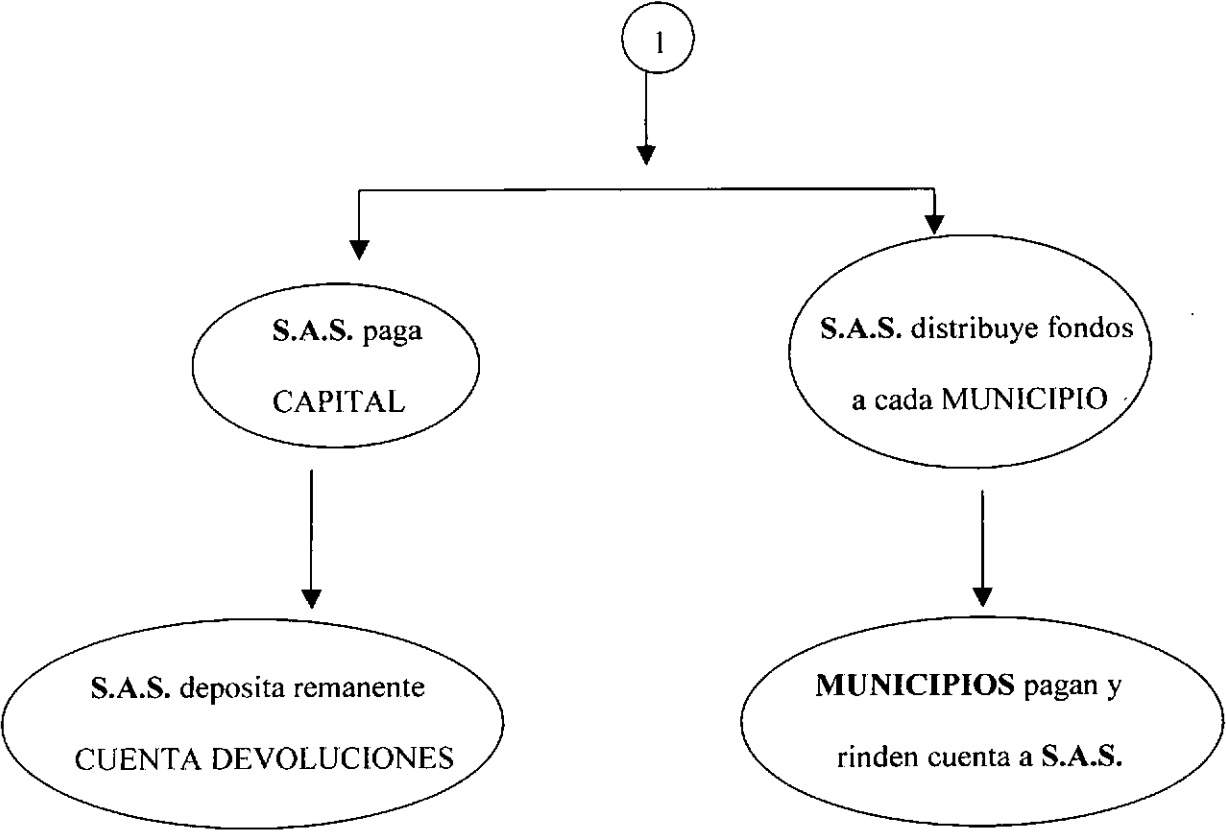 1
S.A.S. paga
CAPITAL
S.A.S. distribuye fondos
a cada MUNICIPIO
S.A.S. deposita remanente
CUENTA DEVOLUCIONES
MUNICIPIOS pagan y
rinden cuenta a S.A.S.